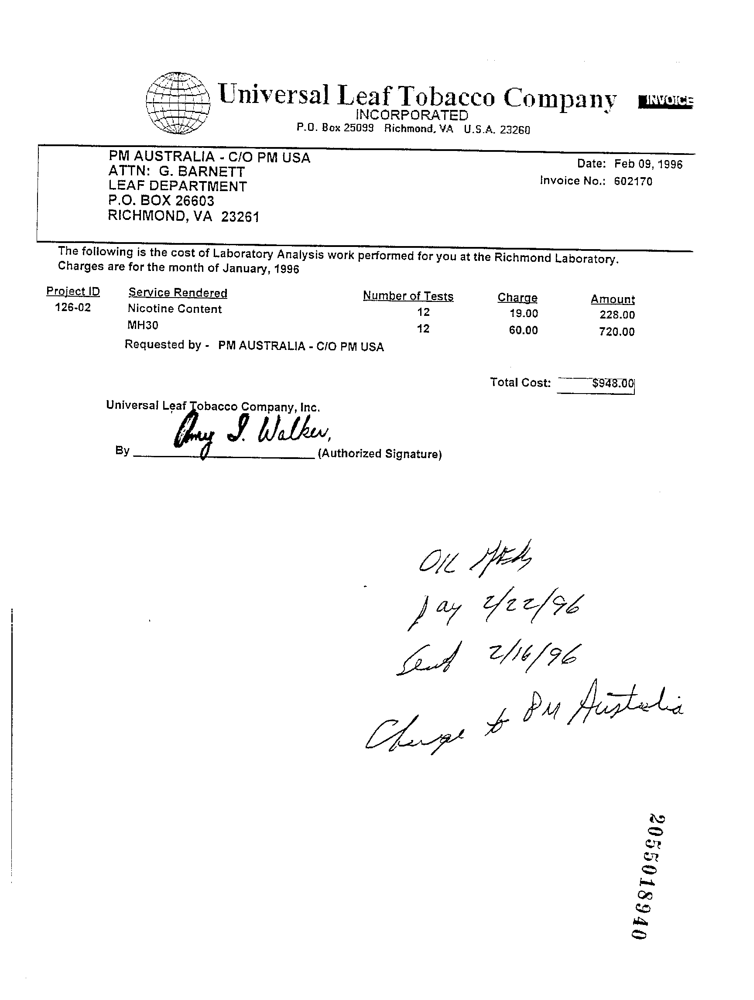 Universal Leaf Tobacco Company INVOICE
INCORPORATED
P.O. Box 25099 Richmond, VA U.S.A. 23260
PM AUSTRALIA - C/O PM USA
ATTN: G. BARNETT
LEAF DEPARTMENT
P.O. BOX 26603
RICHMOND, VA 23261
Date: Feb 09, 1996
Invoice No.: 602170
The following is the cost of Laboratory Analysis work performed for you at the Richmond Laboratory.
Charges are for the month of January, 1996
Project ID Service Rendered Number of Tests Charge Amount
126-02 Nicotine Content 12 19.00 228.00
MH30 12 60.00 720.00
Requested by - PM AUSTRALIA - C/O PM USA
Total Cost: $948.00
Universal Leaf Tobacco Company, Inc.
Amy I. Walker,
By (Authorized Signature)
OK
Pay 2/22/96
Sent 2/16/96
Charge to PM Australia
2055018940